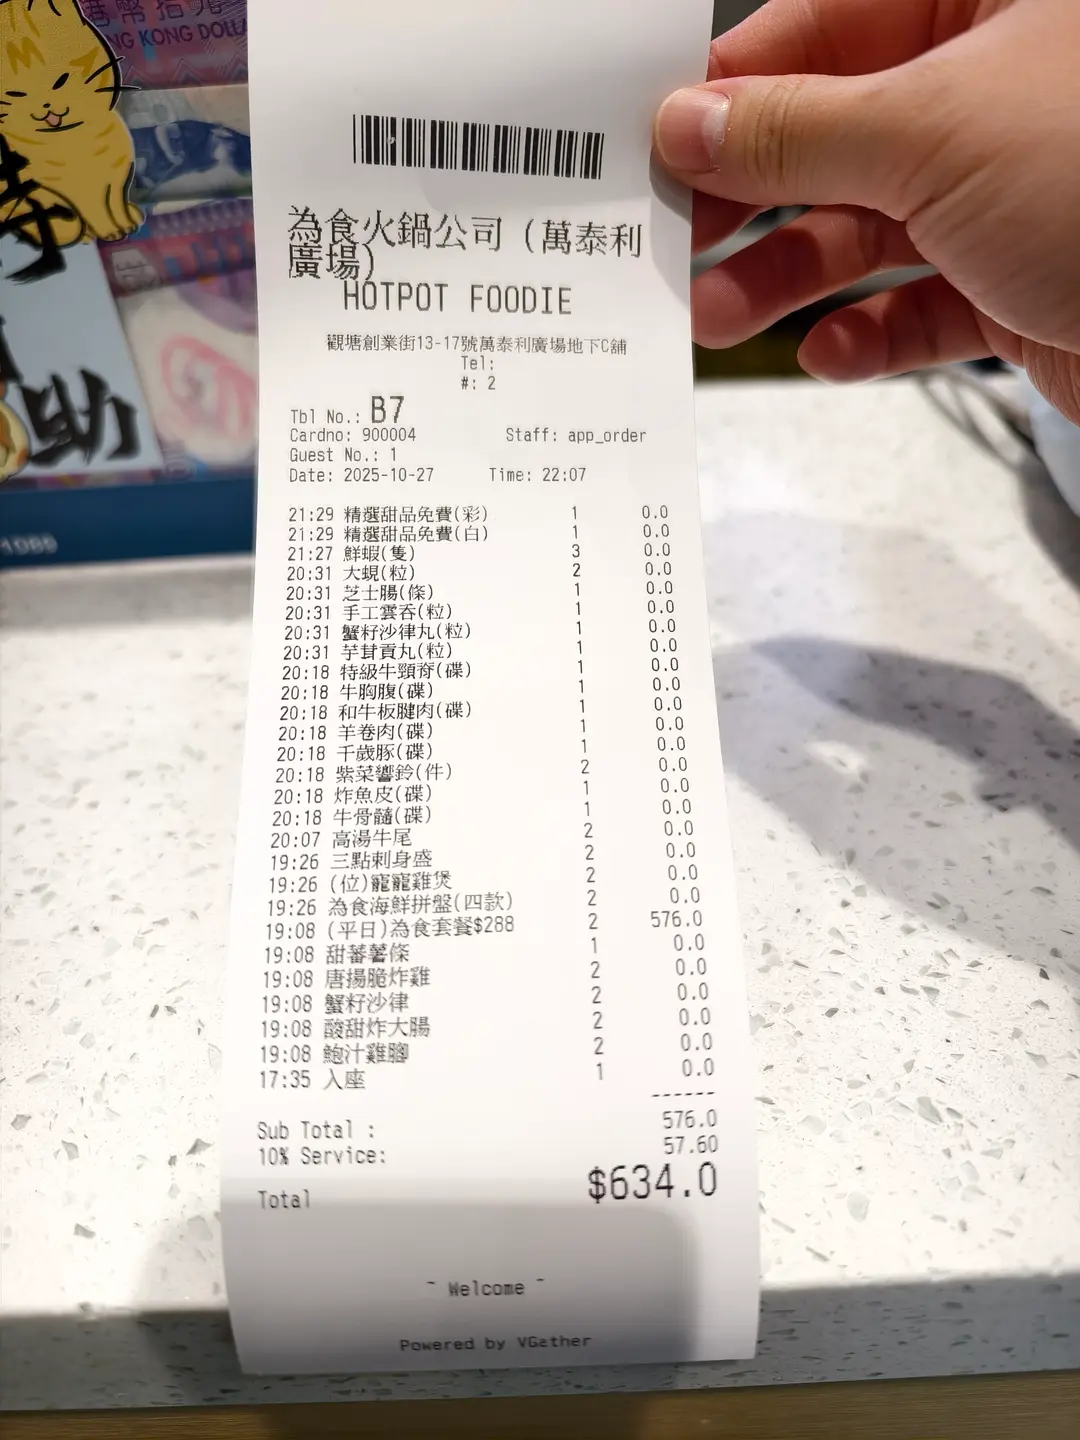 港幣拾元
NG KONG DOLLA
待
助
1068
為食火鍋公司 (萬泰利
廣場)
HOTPOT FOODIE
觀塘創業街13-17號萬泰利廣場地下C舖
Tel:
#: 2
Tbl No.: B7
Cardno: 900004 Staff: app_order
Guest No.: 1
Date: 2025-10-27 Time: 22:07
21:29 精選甜品免費(彩) 1 0.0
21:29 精選甜品免費(白) 1 0.0
21:27 鮮蝦(隻) 3 0.0
20:31 大蜆(粒) 2 0.0
20:31 芝士腸(條) 1 0.0
20:31 手工雲吞(粒) 1 0.0
20:31 蟹籽沙律丸(粒) 1 0.0
20:31 芋茸貢丸(粒) 1 0.0
20:18 特級牛頸脊(碟) 1 0.0
20:18 牛胸腹(碟) 1 0.0
20:18 和牛板腱肉(碟) 1 0.0
20:18 羊卷肉(碟) 1 0.0
20:18 千歲豚(碟) 1 0.0
20:18 紫菜響鈴(件) 2 0.0
20:18 炸魚皮(碟) 1 0.0
20:18 牛骨髓(碟) 1 0.0
20:07 高湯牛尾 2 0.0
19:26 三點刺身盛 2 0.0
19:26 (位)寵寵雞煲 2 0.0
19:26 為食海鮮拼盤(四款) 2 0.0
19:08 (平日)為食套餐$288 2 576.0
19:08 甜蕃薯條 1 0.0
19:08 唐揚脆炸雞 2 0.0
19:08 蟹籽沙律 2 0.0
19:08 酸甜炸大腸 2 0.0
19:08 鮑汁雞腳 2 0.0
17:35 入座 1 0.0
------
Sub Total : 576.0
10% Service: 57.60
Total $634.0
~ Welcome ~
Powered by VGather